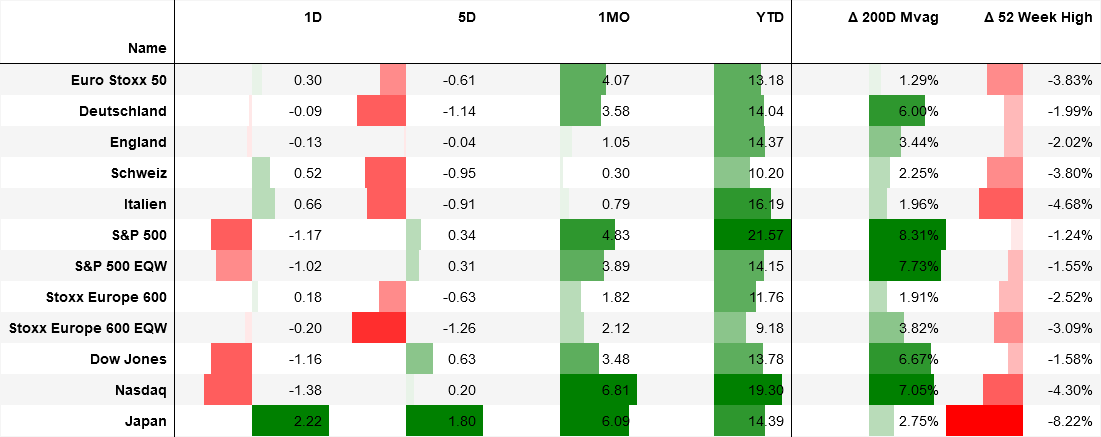 1D 5D 1MO YTD Δ 200D Mvag Δ 52 Week High
Name
Euro Stoxx 50 0.30 -0.61 4.07 13.18 1.29% -3.83%
Deutschland -0.09 -1.14 3.58 14.04 6.00% -1.99%
England -0.13 -0.04 1.05 14.37 3.44% -2.02%
Schweiz 0.52 -0.95 0.30 10.20 2.25% -3.80%
Italien 0.66 -0.91 0.79 16.19 1.96% -4.68%
S&P 500 -1.17 0.34 4.83 21.57 8.31% -1.24%
S&P 500 EQW -1.02 0.31 3.89 14.15 7.73% -1.55%
Stoxx Europe 600 0.18 -0.63 1.82 11.76 1.91% -2.52%
Stoxx Europe 600 EQW -0.20 -1.26 2.12 9.18 3.82% -3.09%
Dow Jones -1.16 0.63 3.48 13.78 6.67% -1.58%
Nasdaq -1.38 0.20 6.81 19.30 7.05% -4.30%
Japan 2.22 1.80 6.09 14.39 2.75% -8.22%